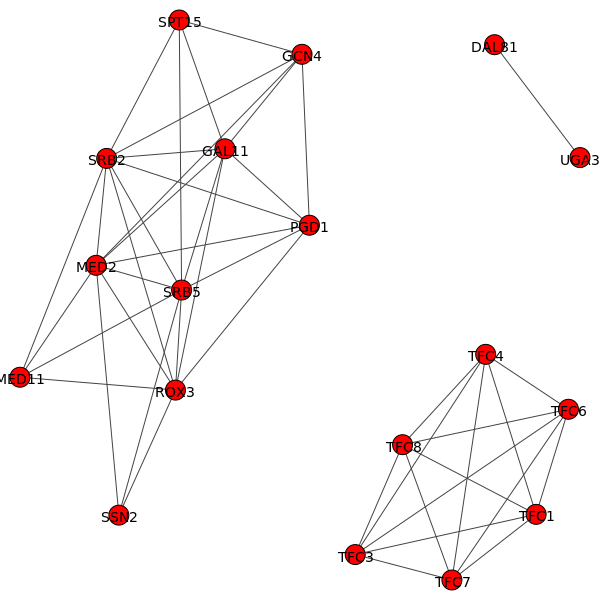 SPT15
DAL81
GCN4
GAL11
SRB2
UGA3
PGD1
MED2
SRB5
TFC4
MED11
ROX3
TFC6
TFC8
SSN2
TFC1
TFC3
TFC7